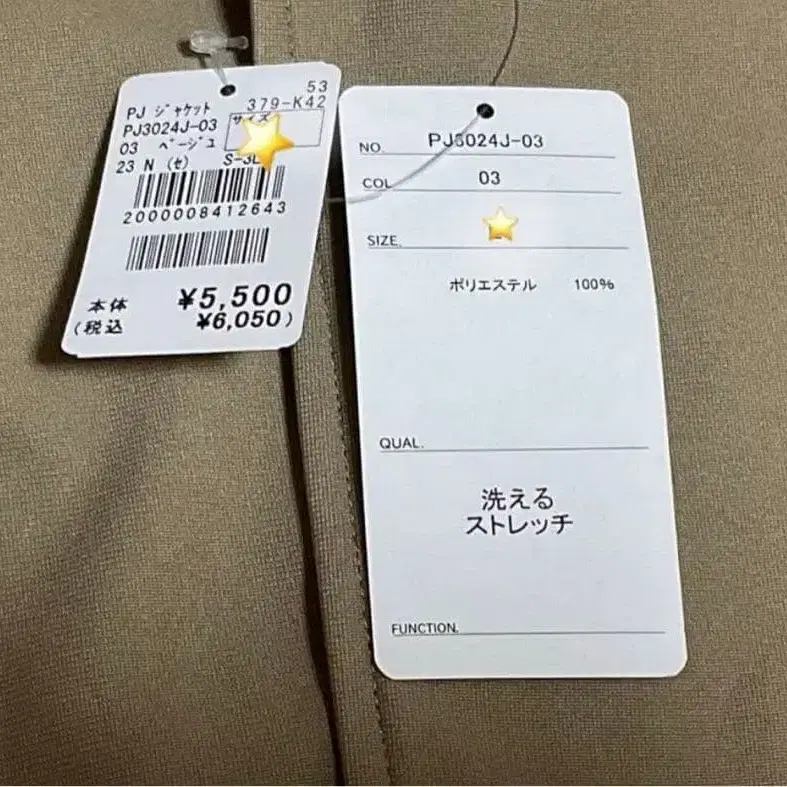 53
PJ ジャケット 379-K42
PJ3024J-03 サイズ
03 ベージュ
23 N (セ)
2000008412643
本体 ¥5,500
(税込 ¥6,050)
NO. PJ3024J-03
COL. 03
SIZE.
ポリエステル 100%
QUAL.
洗える
ストレッチ
FUNCTION.